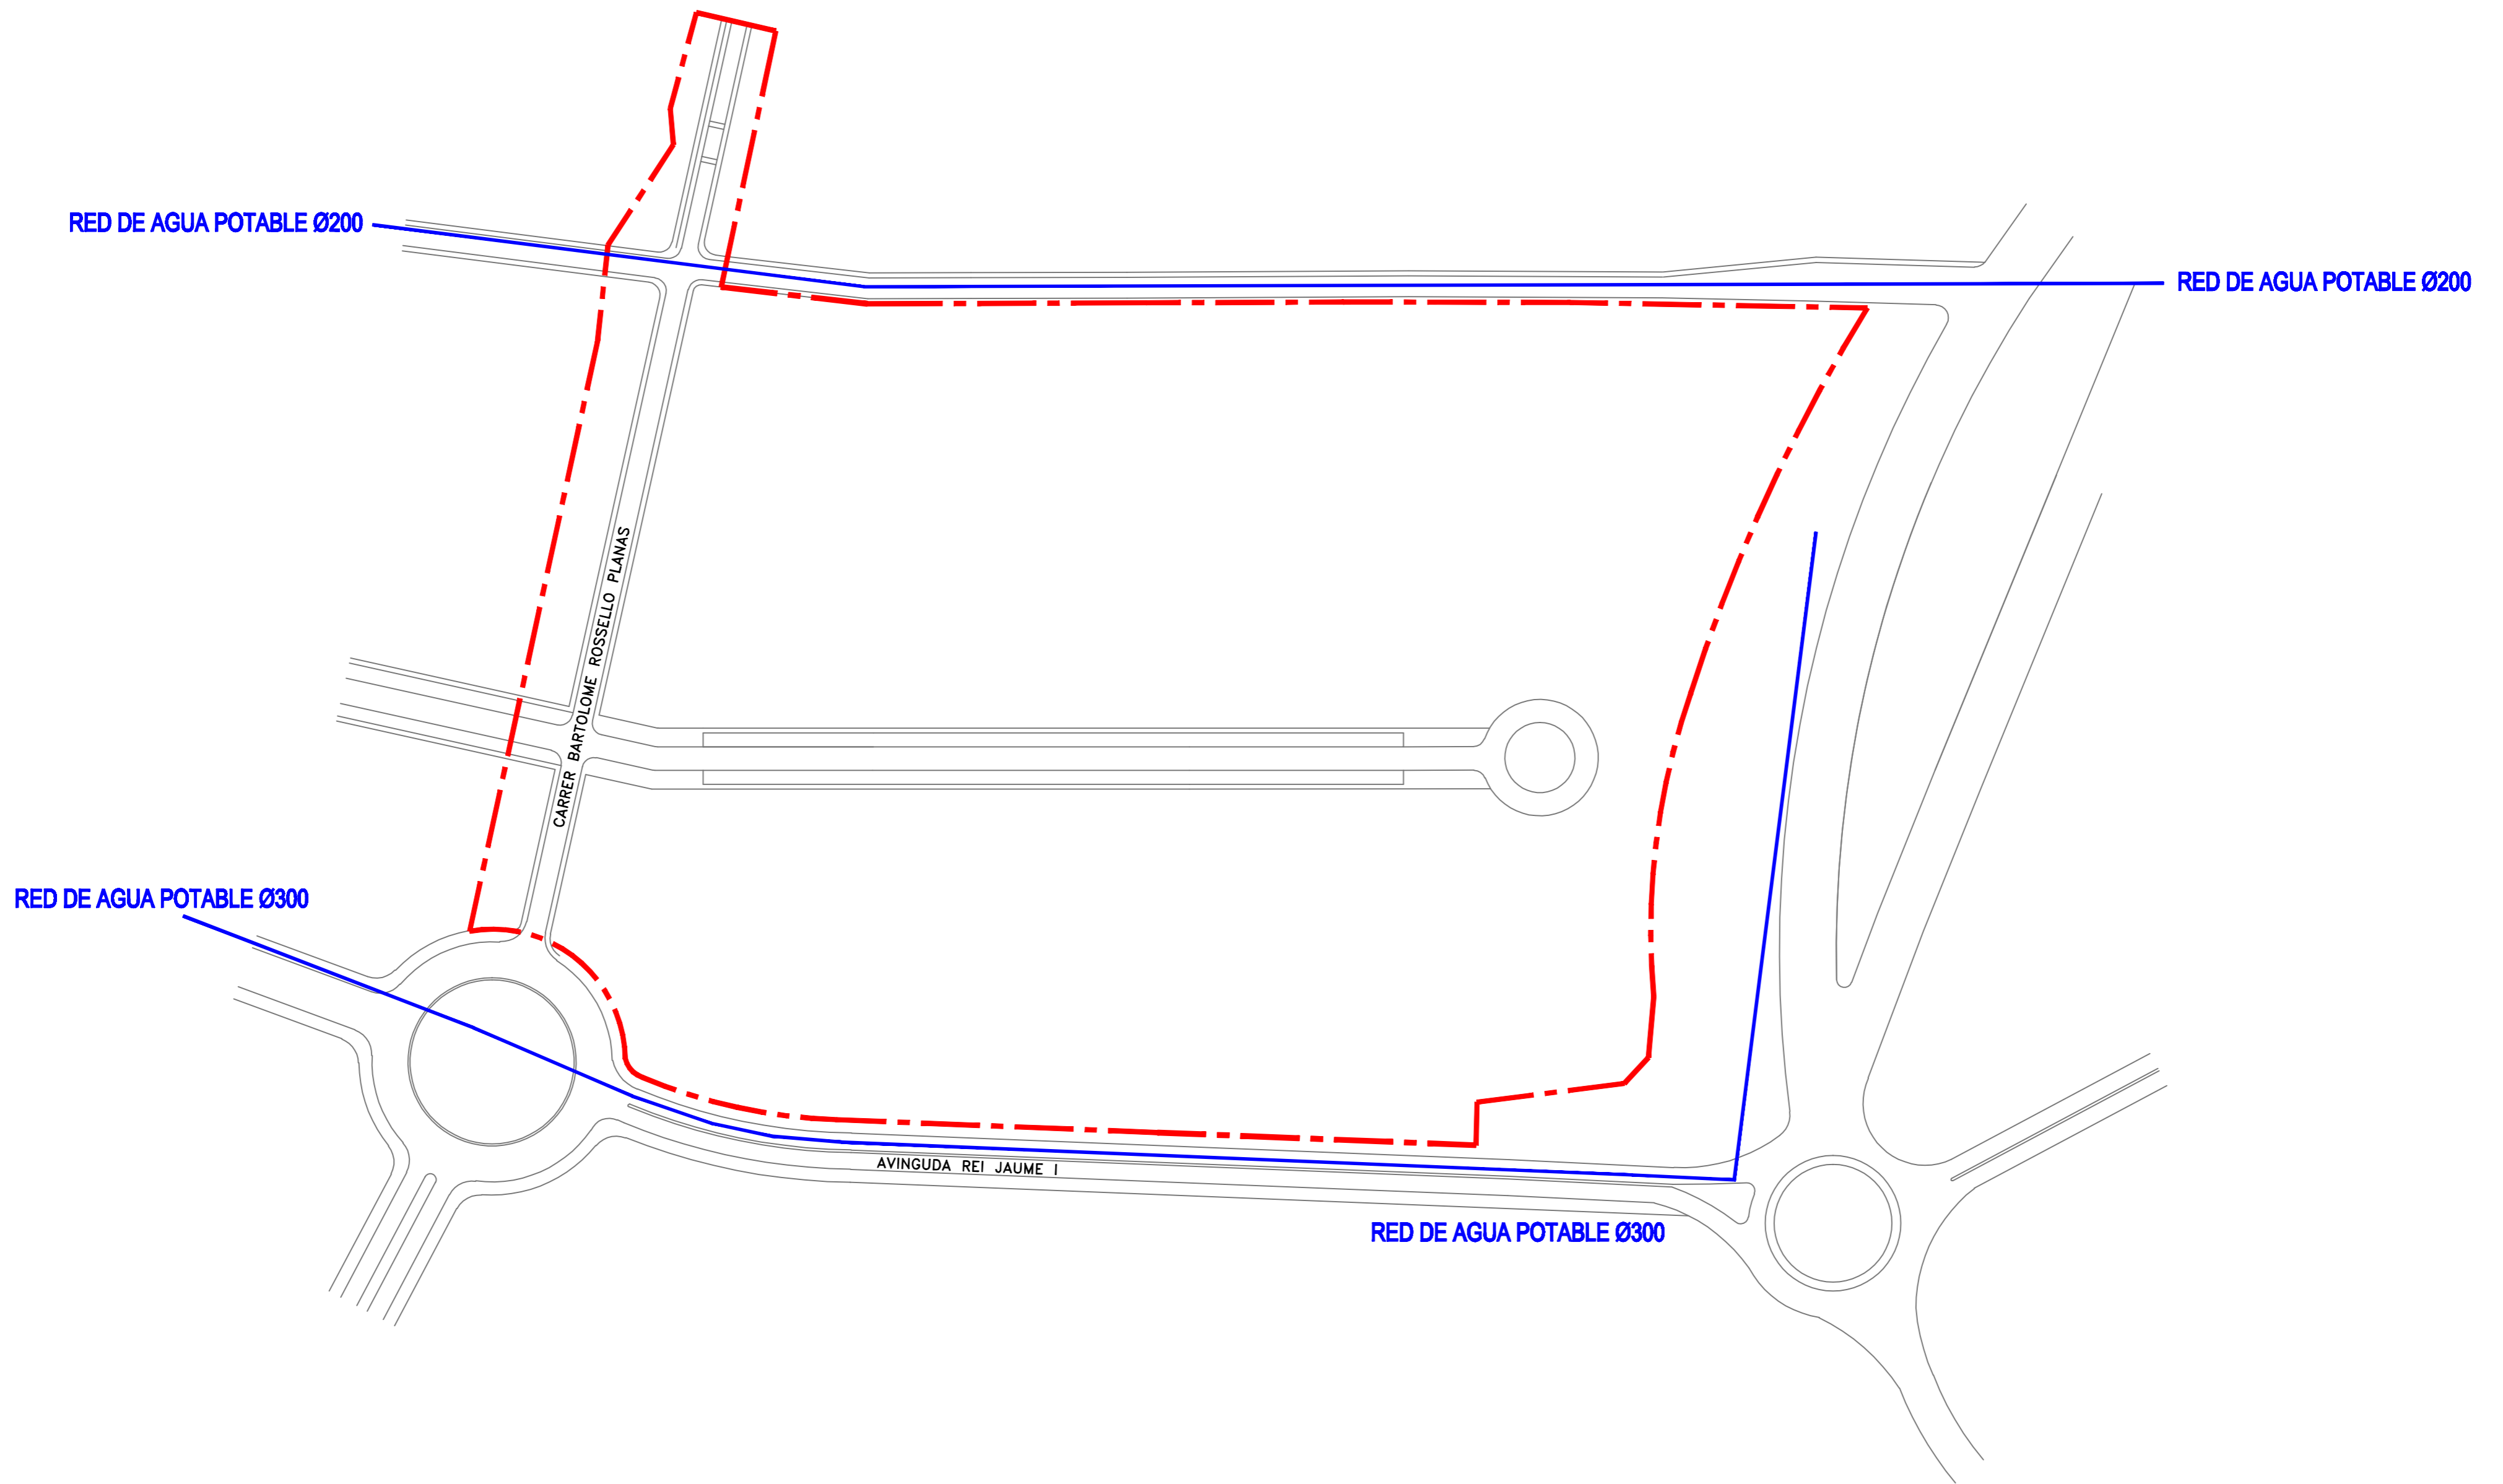 RED DE AGUA POTABLE Ø200
RED DE AGUA POTABLE Ø200
CARRER BARTOLOME ROSSELLO PLANAS
RED DE AGUA POTABLE Ø300
AVINGUDA REI JAUME I
RED DE AGUA POTABLE Ø300